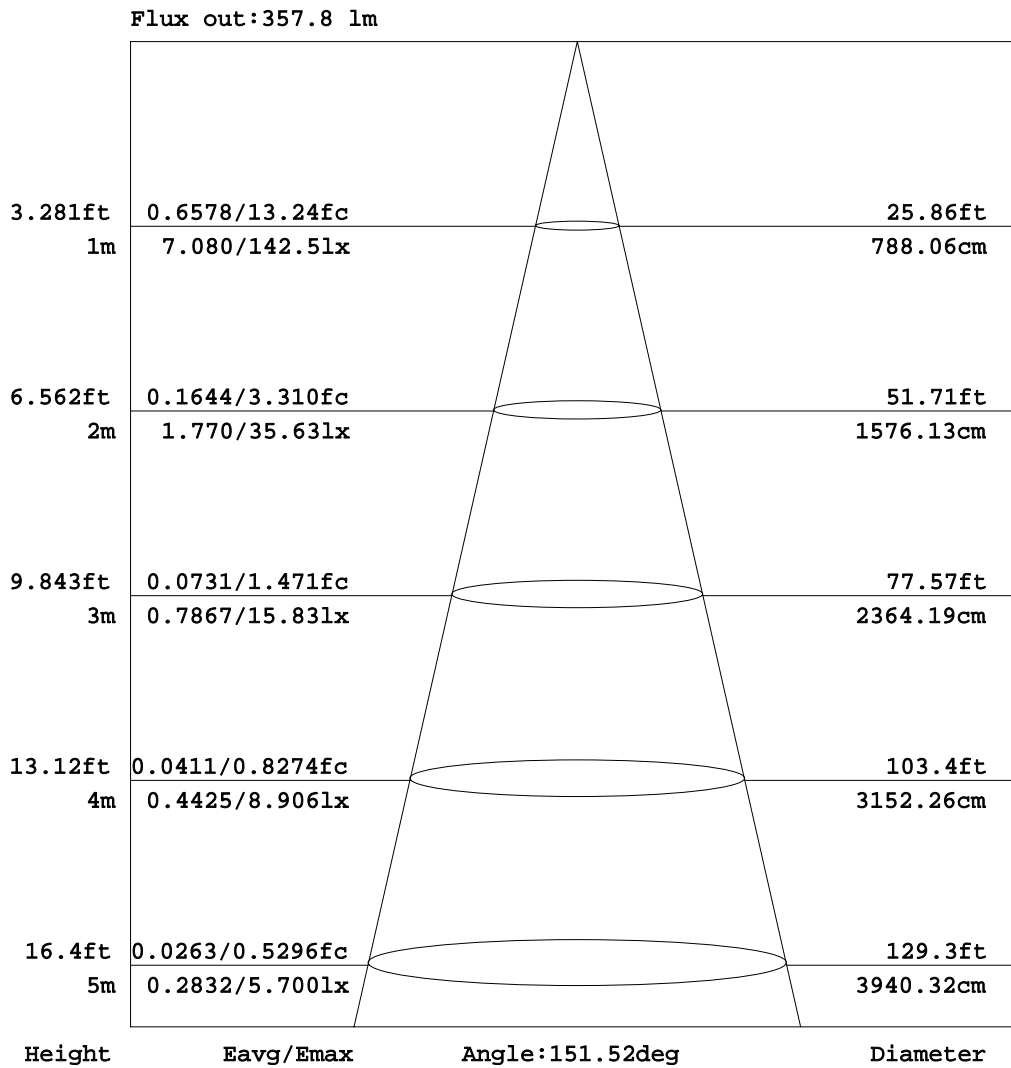 Flux out:357.8 lm
3.281ft 0.6578/13.24fc 25.86ft
1m 7.080/142.5lx 788.06cm
6.562ft 0.1644/3.310fc 51.71ft
2m 1.770/35.63lx 1576.13cm
9.843ft 0.0731/1.471fc 77.57ft
3m 0.7867/15.83lx 2364.19cm
13.12ft 0.0411/0.8274fc 103.4ft
4m 0.4425/8.906lx 3152.26cm
16.4ft 0.0263/0.5296fc 129.3ft
5m 0.2832/5.700lx 3940.32cm
Height Eavg/Emax Angle:151.52deg Diameter